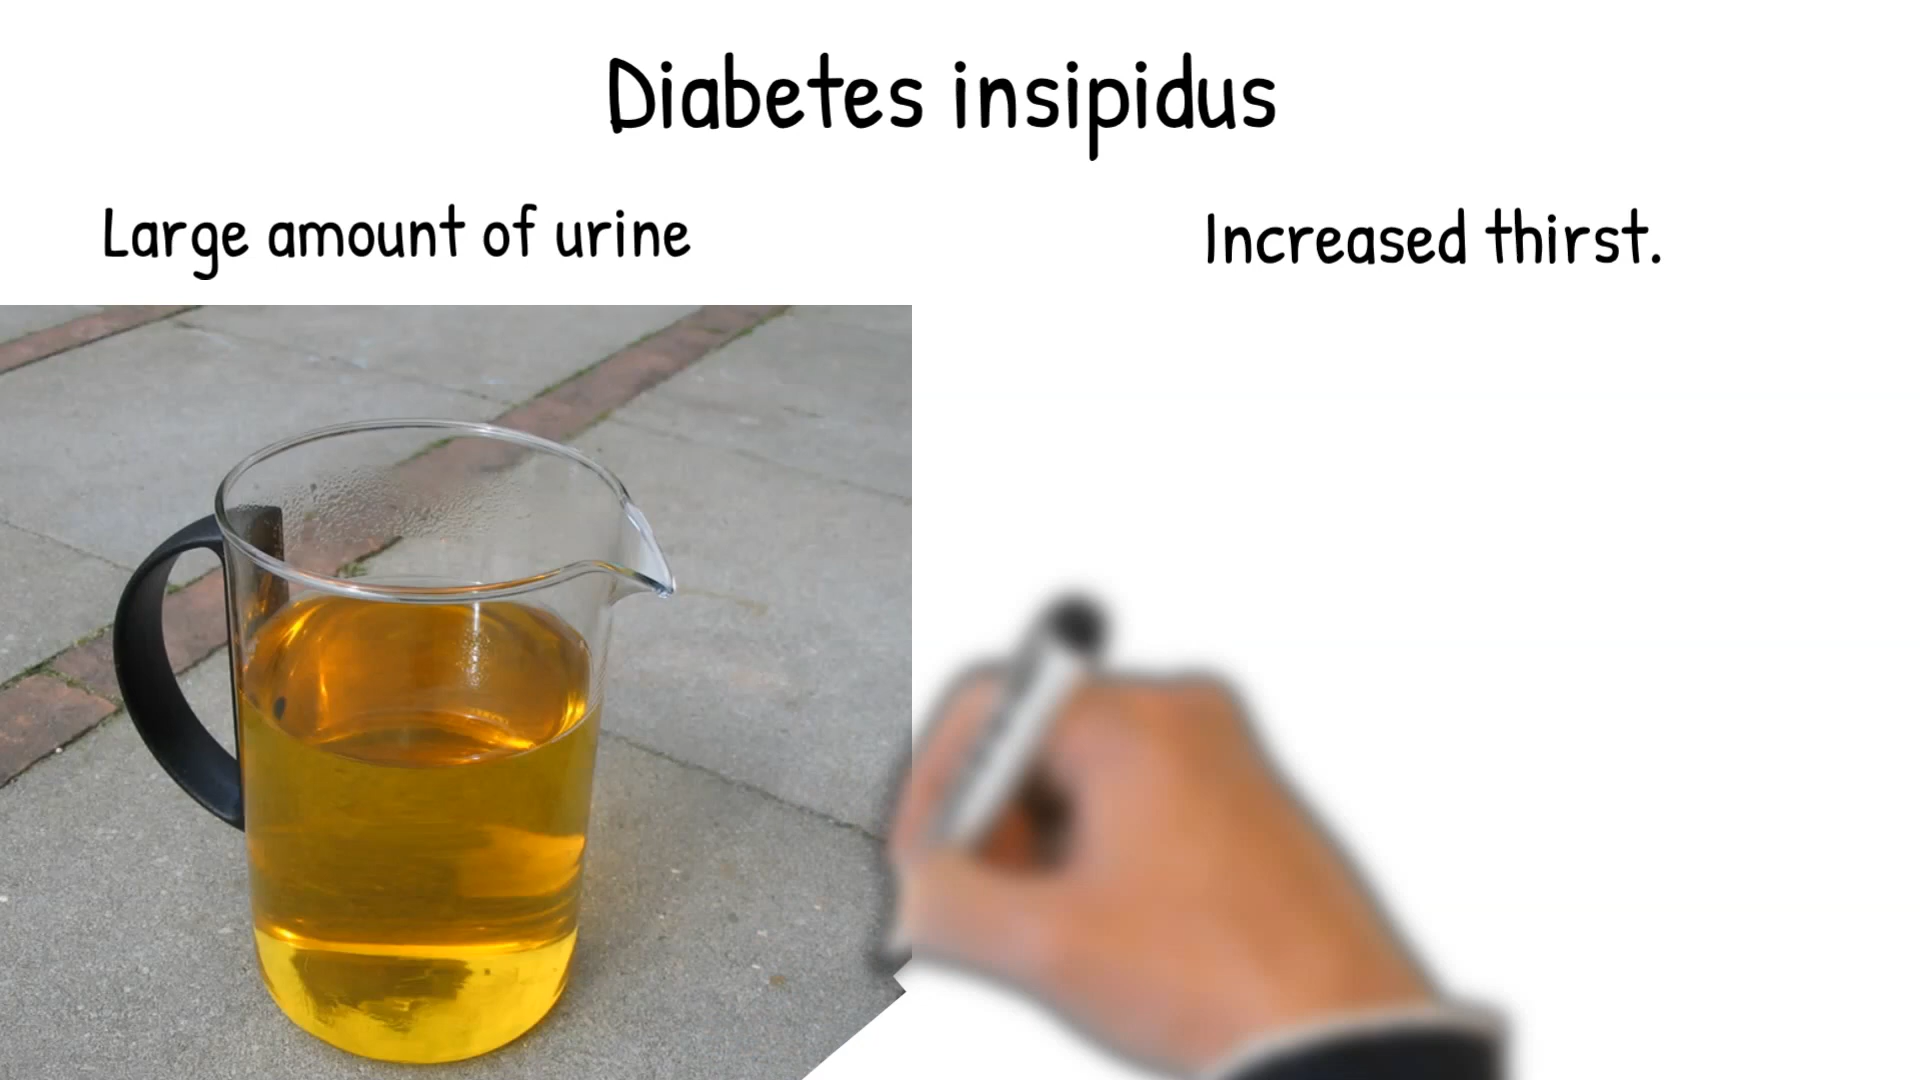 Diabetes insipidus
Large amount of urine
Increased thirst.